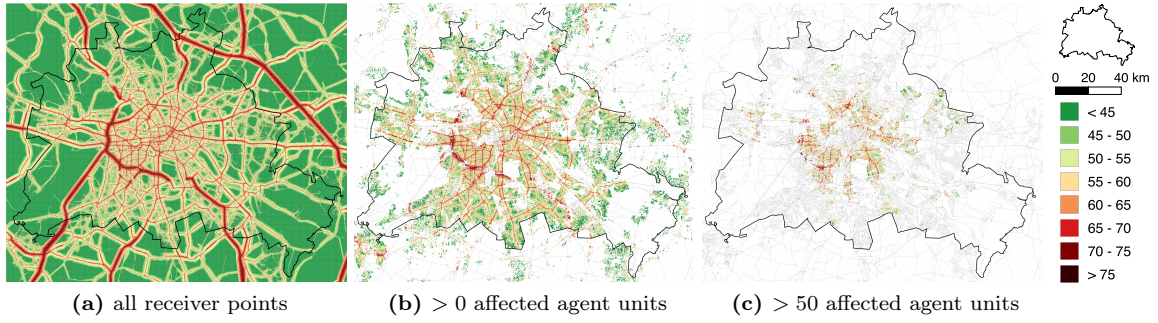 0 20 40 km
< 45
45 - 50
50 - 55
55 - 60
60 - 65
65 - 70
70 - 75
> 75
(a) all receiver points
(b) > 0 affected agent units
(c) > 50 affected agent units